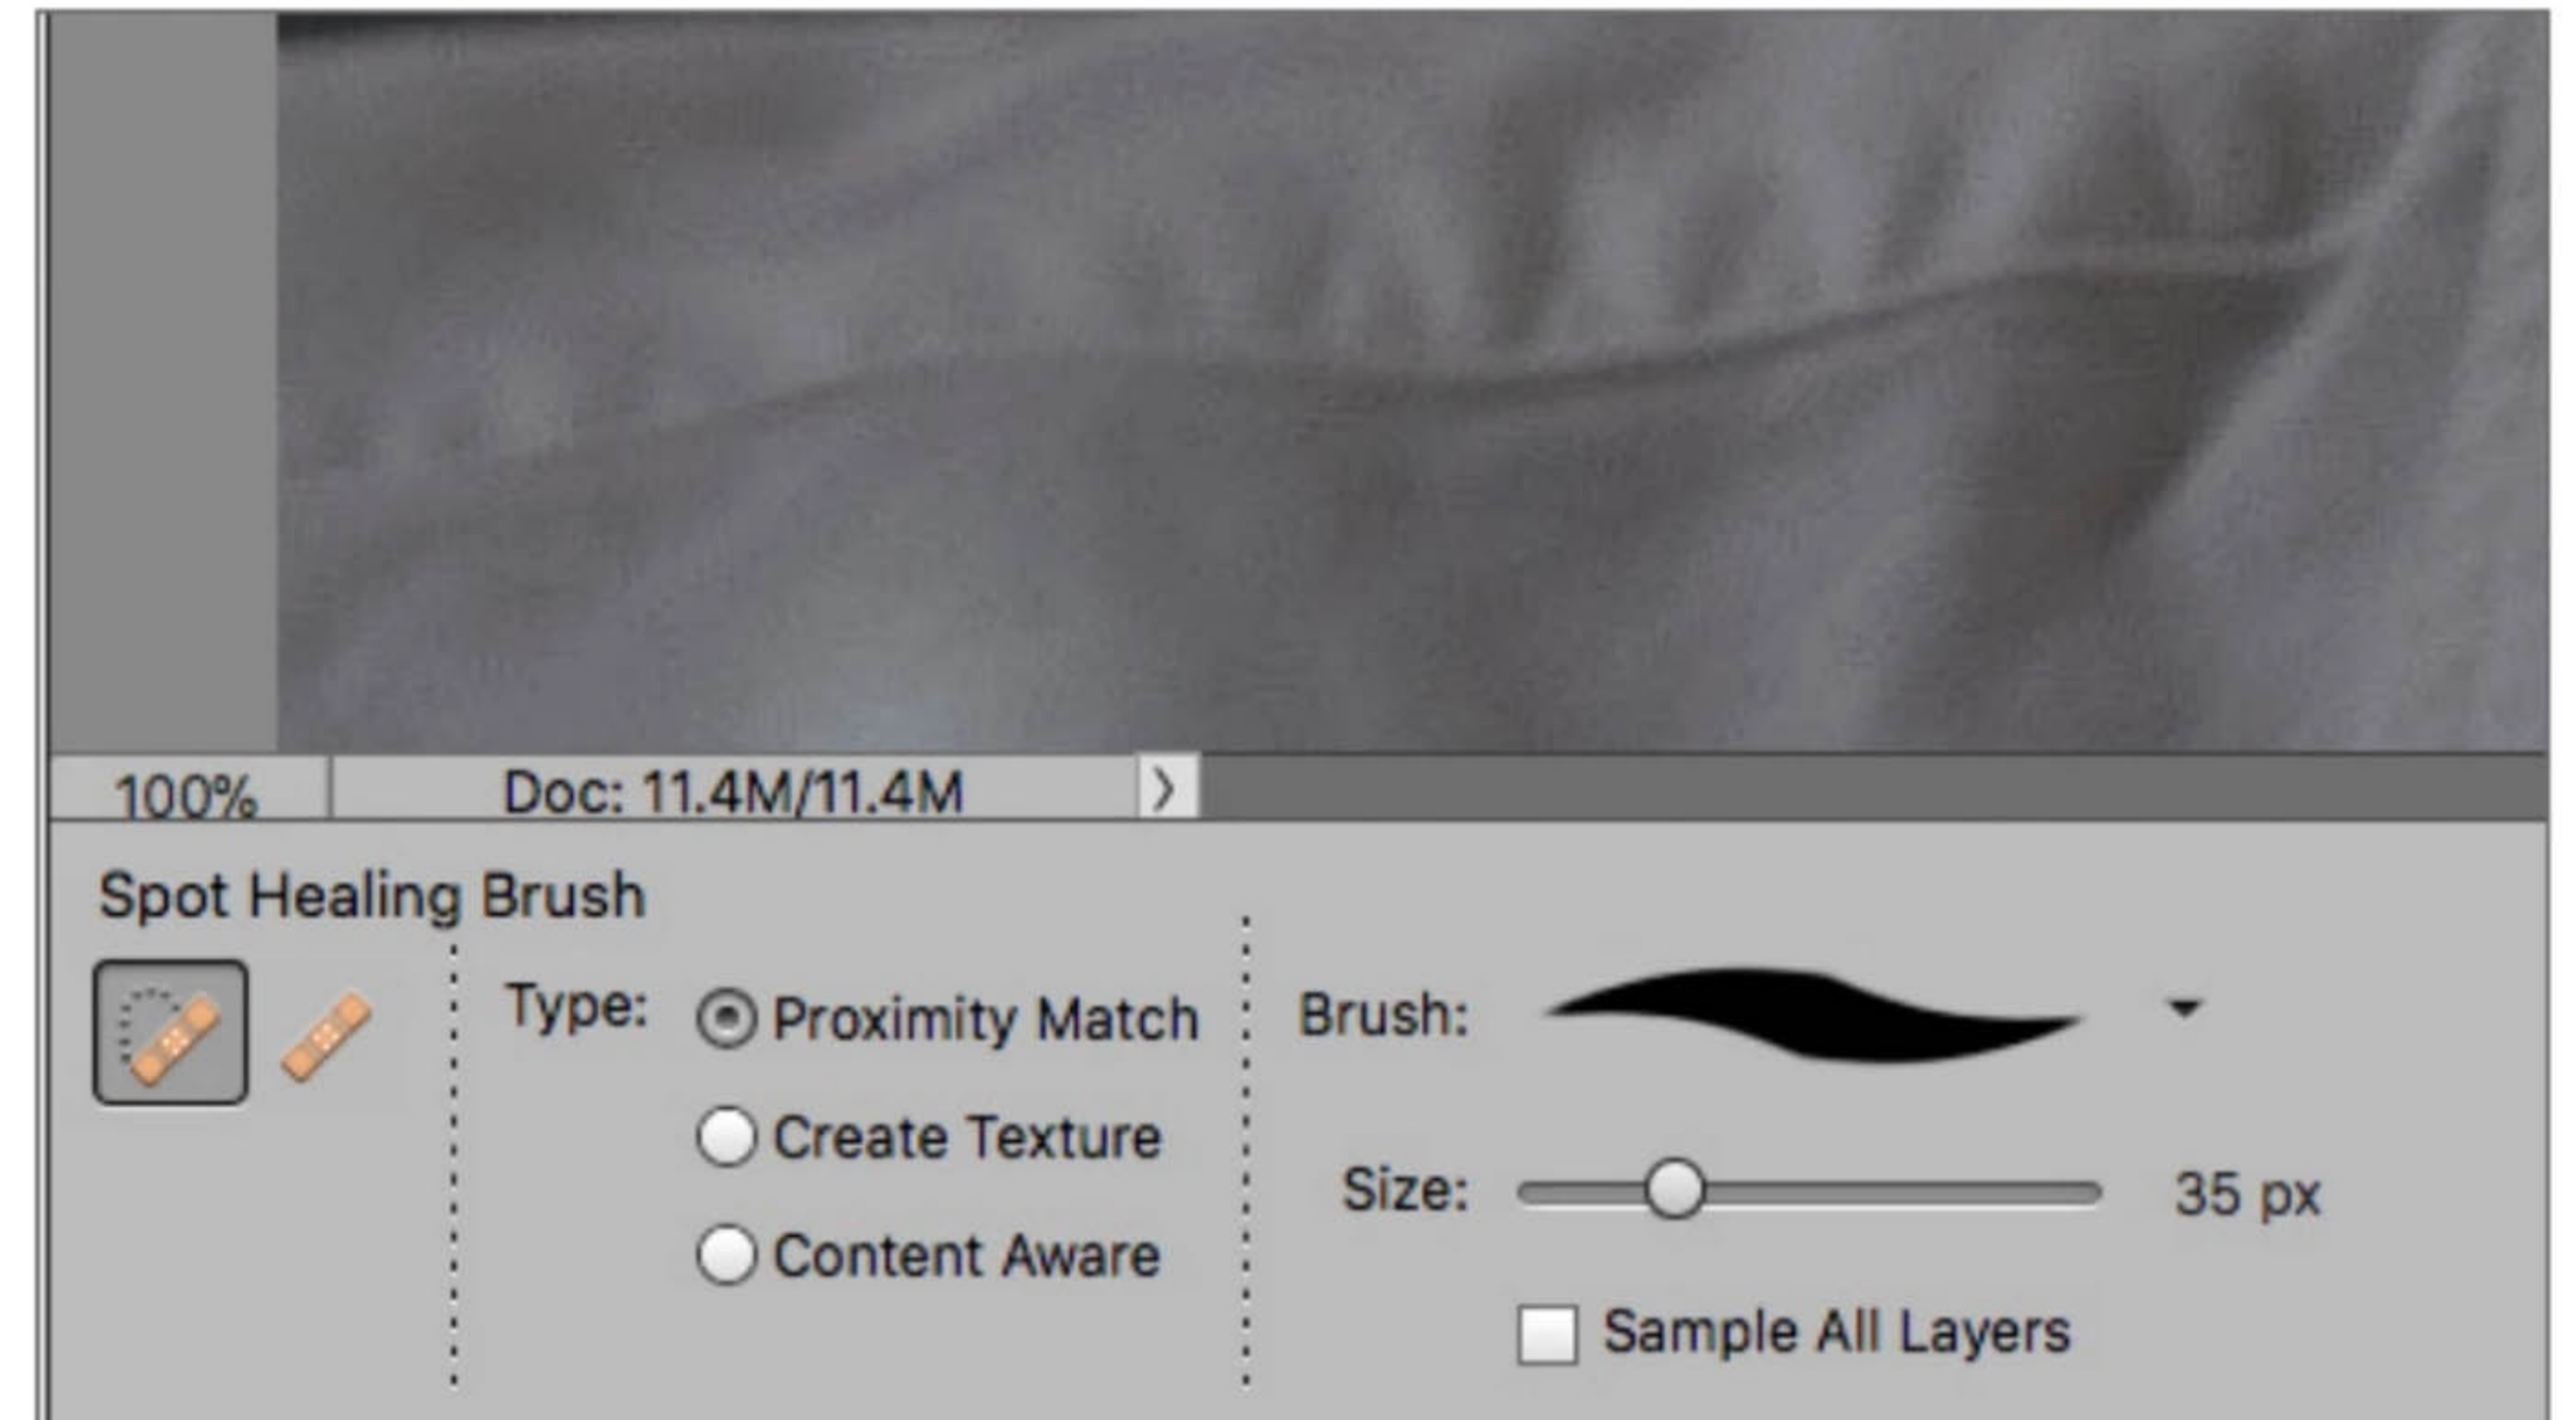 100%
Doc: 11.4M/11.4M
Spot Healing Brush
Type:
Proximity Match
Create Texture
Content Aware
Brush:
Size:
35 px
Sample All Layers